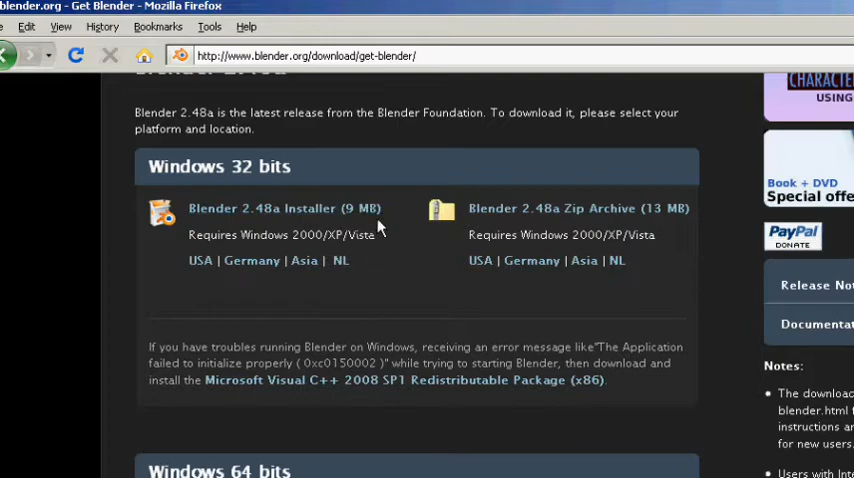 blender.org - Get Blender - Mozilla Firefox
Edit View History Bookmarks Tools Help
http://www.blender.org/download/get-blender/
Blender 2.48a is the latest release from the Blender Foundation. To download it, please select your
platform and location.
Windows 32 bits
Blender 2.48a Installer (9 MB)
Requires Windows 2000/XP/Vista
USA | Germany | Asia | NL
Blender 2.48a Zip Archive (13 MB)
Requires Windows 2000/XP/Vista
USA | Germany | Asia | NL
If you have troubles running Blender on Windows, receiving an error message like"The Application
failed to initialize properly ( 0xc0150002 )" while trying to starting Blender, then download and
install the Microsoft Visual C++ 2008 SP1 Redistributable Package (x86).
Windows 64 bits
CHARACTE
USING
Book + DVD
Special offe
PayPal
DONATE
Release No
Documentat
Notes:
The download
blender.html f
instructions ar
for new users.
Users with Inte